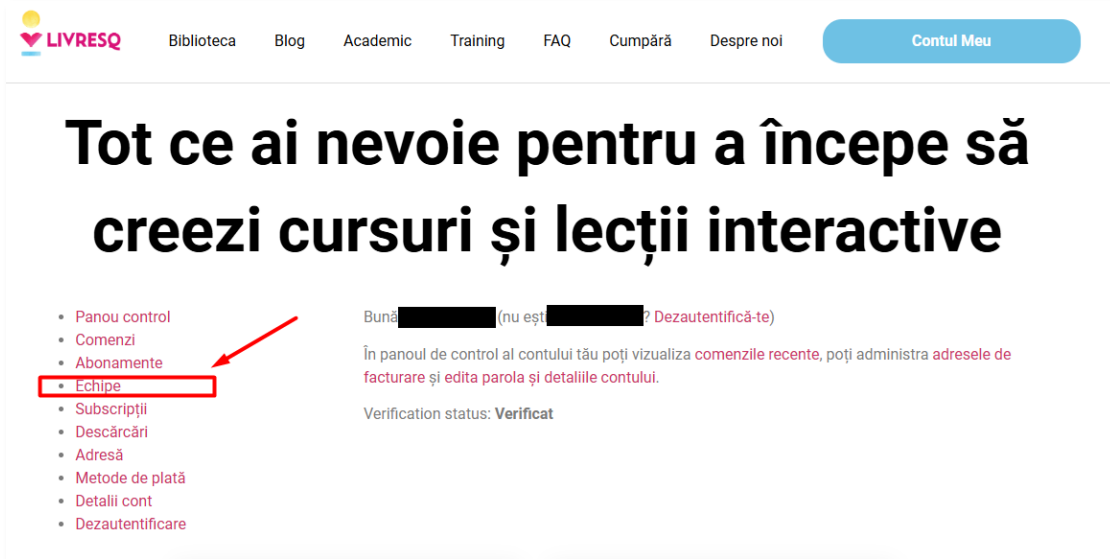 LIVRESQ Biblioteca Blog Academic Training FAQ Cumpără Despre noi Contul Meu
Tot ce ai nevoie pentru a începe să
creezi cursuri și lecții interactive
Panou control
Comenzi
Abonamente
Echipe
Subscripții
Descărcări
Adresă
Metode de plată
Detalii cont
Dezautentificare
Bună (nu ești ? Dezautentifică-te)
În panoul de control al contului tău poți vizualiza comenzile recente, poți administra adresele de
facturare și edita parola și detaliile contului.
Verification status: Verificat